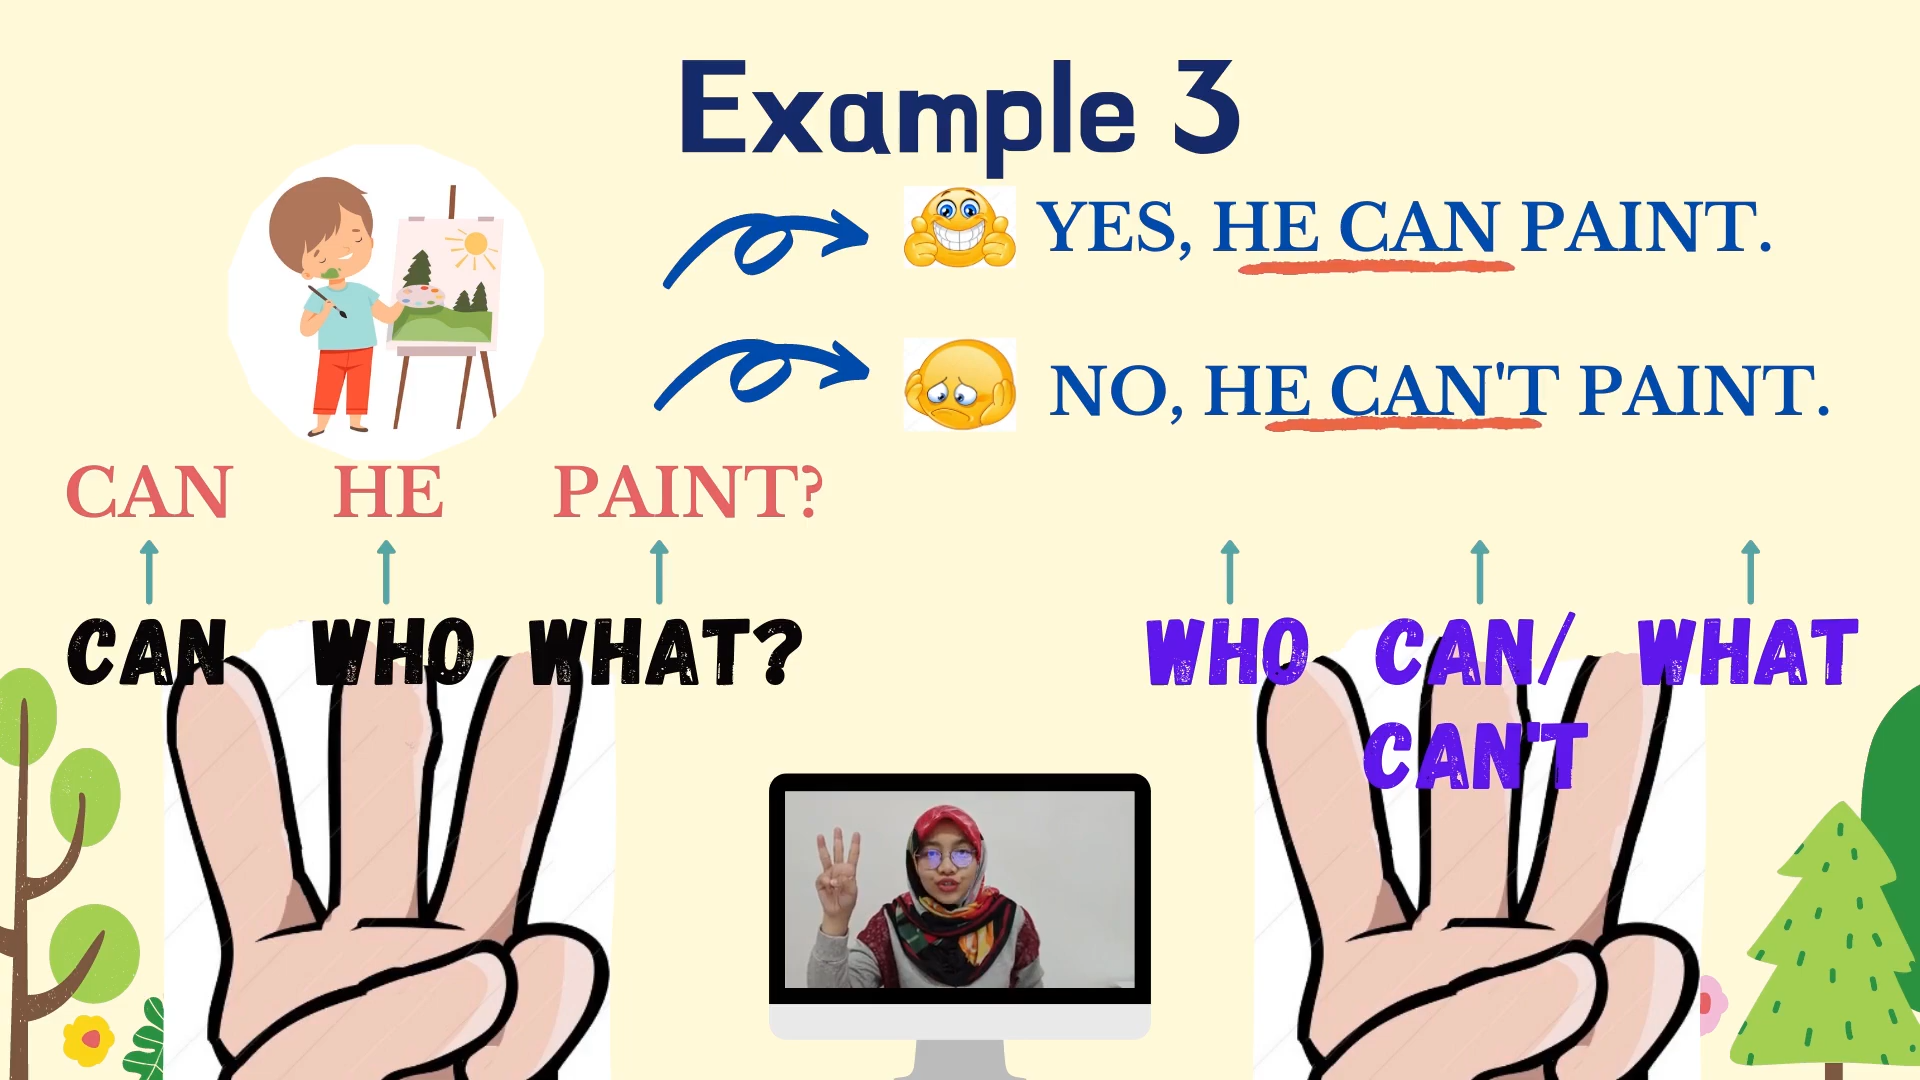 Example 3
YES, HE CAN PAINT.
NO, HE CAN'T PAINT.
CAN HE PAINT?
CAN WHO WHAT?
WHO CAN/ WHAT
CAN'T